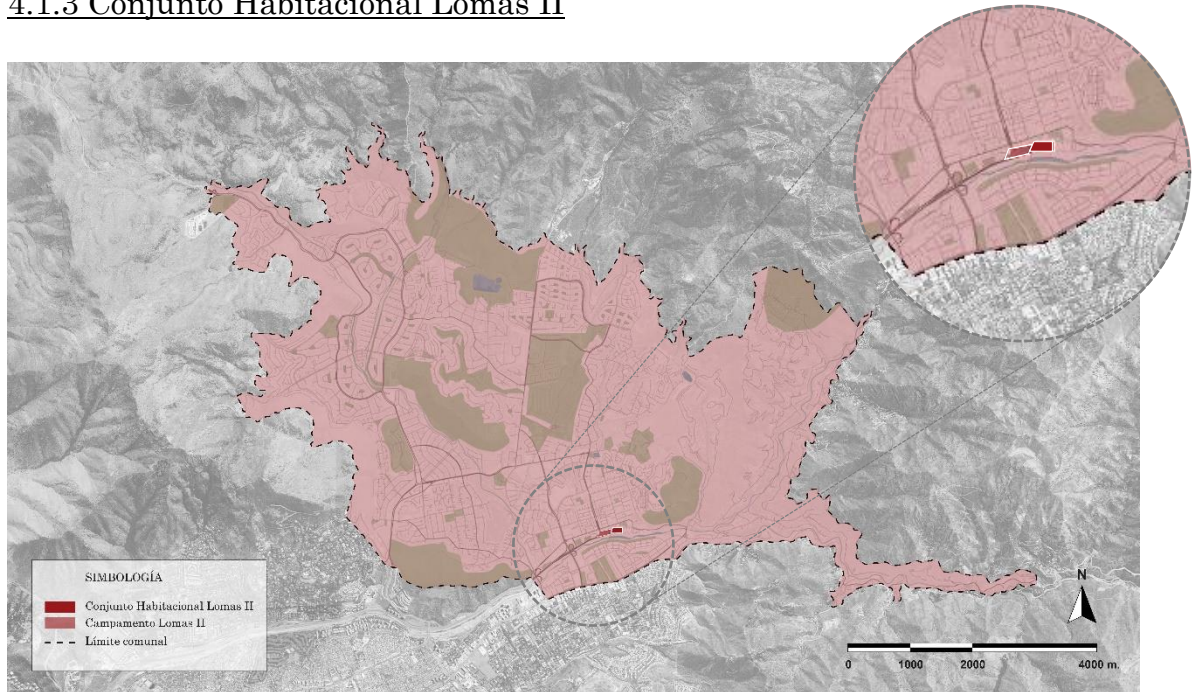 4.1.3 Conjunto Habitacional Lomas II
SIMBOLOGÍA
Conjunto Habitacional Lomas II
Campamento Lomas II
Límite comunal
N
0 1000 2000 4000 m.